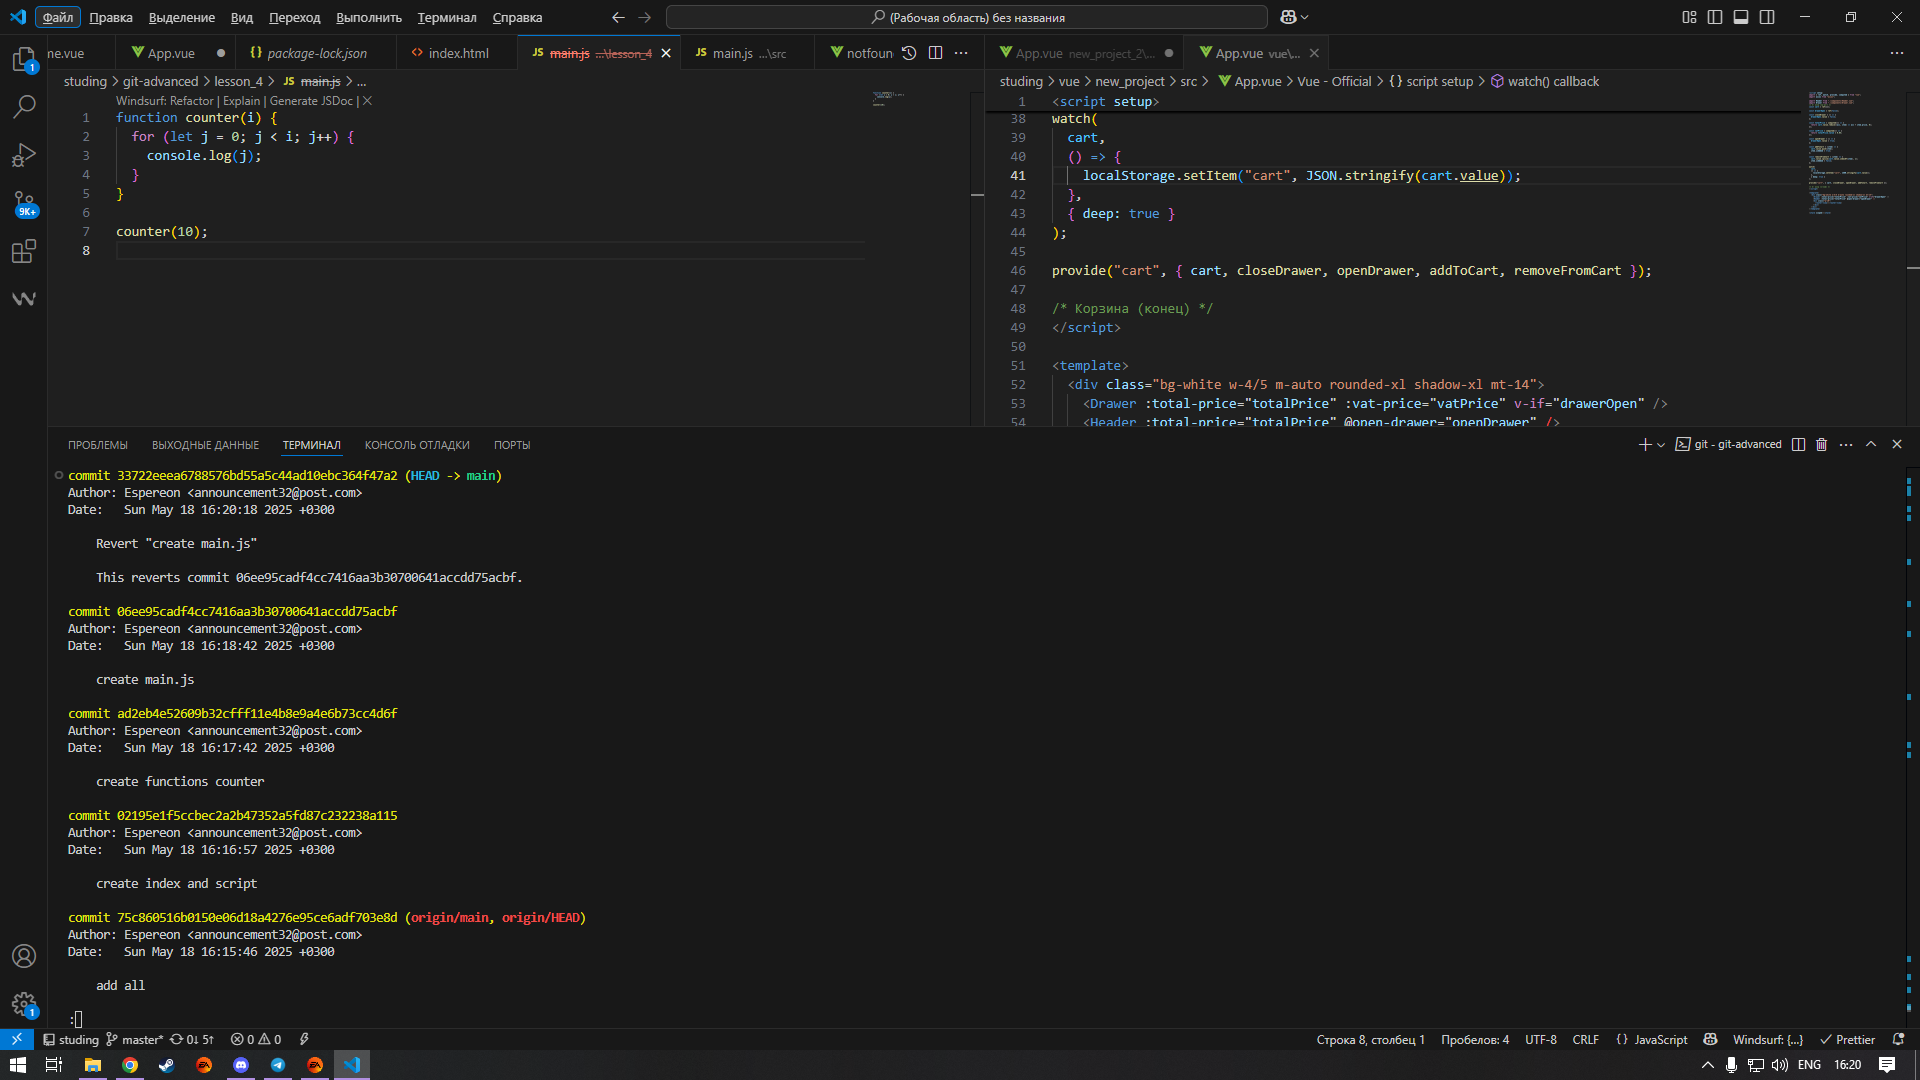 Файл Правка Выделение Вид Переход Выполнить Терминал Справка
(Рабочая область) без названия
ne.vue
App.vue
package-lock.json
index.html
main.js ...\lesson_4
main.js ...\src
notfoun
App.vue new_project_2\...
App.vue vue\...
studing > git-advanced > lesson_4 > JS main.js > ...
Windsurf: Refactor | Explain | Generate JSDoc |
1 function counter(i) {
2 for (let j = 0; j < i; j++) {
3 console.log(j);
4 }
5 }
6
7 counter(10);
8
studing > vue > new_project > src > App.vue > Vue - Official > {} script setup > watch() callback
1 <script setup>
38 watch(
39 cart,
40 () => {
41 localStorage.setItem("cart", JSON.stringify(cart.value));
42 },
43 { deep: true }
44 );
45
46 provide("cart", { cart, closeDrawer, openDrawer, addToCart, removeFromCart });
47
48 /* Корзина (конец) */
49 </script>
50
51 <template>
52 <div class="bg-white w-4/5 m-auto rounded-xl shadow-xl mt-14">
53 <Drawer :total-price="totalPrice" :vat-price="vatPrice" v-if="drawerOpen" />
54 <Header :total-price="totalPrice" @open-drawer="openDrawer" />
ПРОБЛЕМЫ ВЫХОДНЫЕ ДАННЫЕ ТЕРМИНАЛ КОНСОЛЬ ОТЛАДКИ ПОРТЫ
git - git-advanced
commit 33722eeea6788576bd55a5c44ad10ebc364f47a2 (HEAD -> main)
Author: Espereon <announcement32@post.com>
Date: Sun May 18 16:20:18 2025 +0300
Revert "create main.js"
This reverts commit 06ee95cadf4cc7416aa3b30700641accdd75acbf.
commit 06ee95cadf4cc7416aa3b30700641accdd75acbf
Author: Espereon <announcement32@post.com>
Date: Sun May 18 16:18:42 2025 +0300
create main.js
commit ad2eb4e52609b32cfff11e4b8e9a4e6b73cc4d6f
Author: Espereon <announcement32@post.com>
Date: Sun May 18 16:17:42 2025 +0300
create functions counter
commit 02195e1f5ccbec2a2b47352a5fd87c232238a115
Author: Espereon <announcement32@post.com>
Date: Sun May 18 16:16:57 2025 +0300
create index and script
commit 75c860516b0150e06d18a4276e95ce6adf703e8d (origin/main, origin/HEAD)
Author: Espereon <announcement32@post.com>
Date: Sun May 18 16:15:46 2025 +0300
add all
:
1
9K+
1
studing master* 0↓ 5↑ 0 0
Строка 8, столбец 1 Пробелов: 4 UTF-8 CRLF {} JavaScript Windsurf: {...} Prettier
ENG 16:20